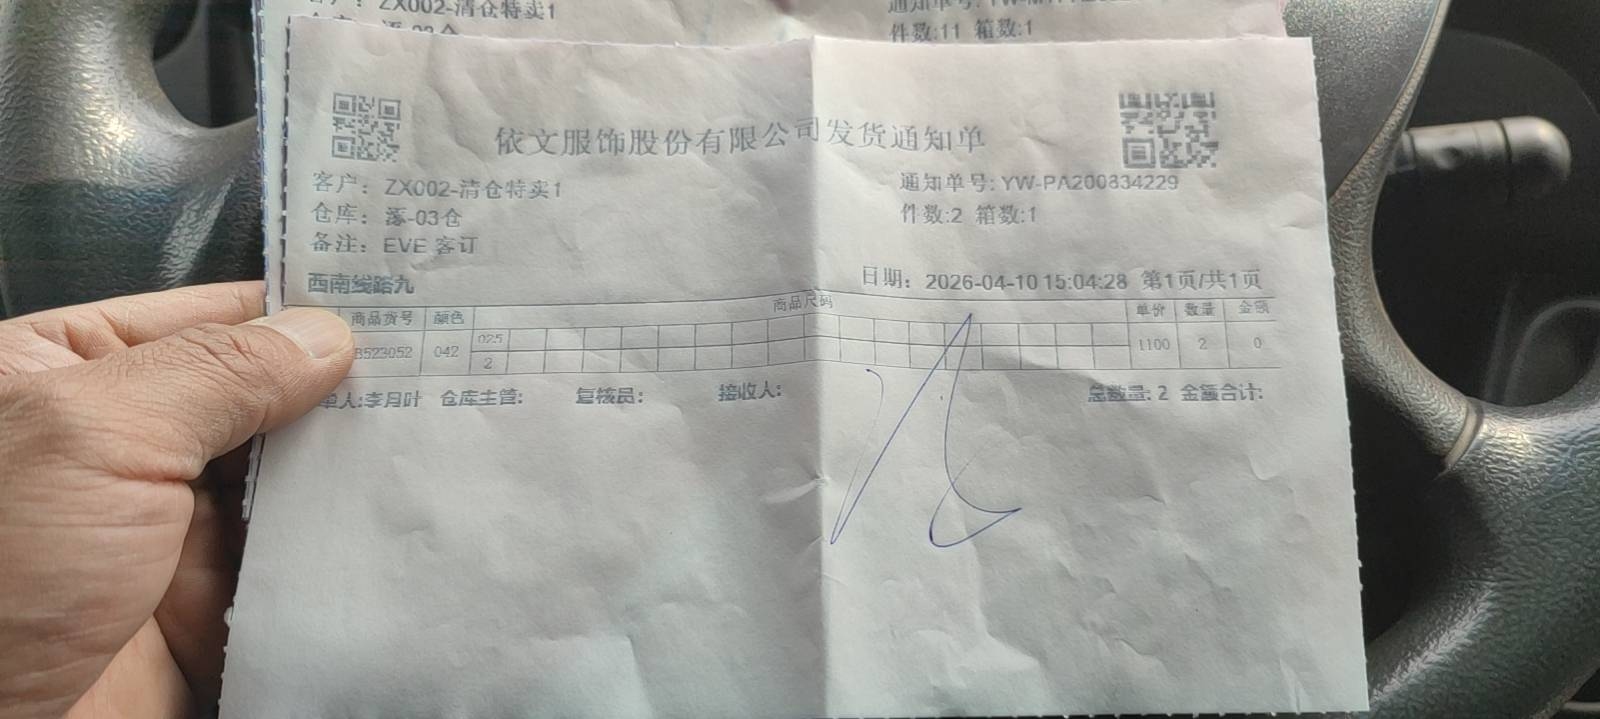 客户：ZX002-清仓特卖1
件数:11 箱数:1
依文服饰股份有限公司发货通知单
客户：ZX002-清仓特卖1
通知单号:YW-PA200834229
仓库：涿-03仓
件数:2 箱数:1
备注：EVE 客订
西南线路九
日期：2026-04-10 15:04:28 第1页/共1页
商品货号 颜色 商品尺码 单价 数量 金额
025
B523052 042 2 1100 2 0
单人:李月叶 仓库主管: 复核员: 接收人: 总数量: 2 金额合计: